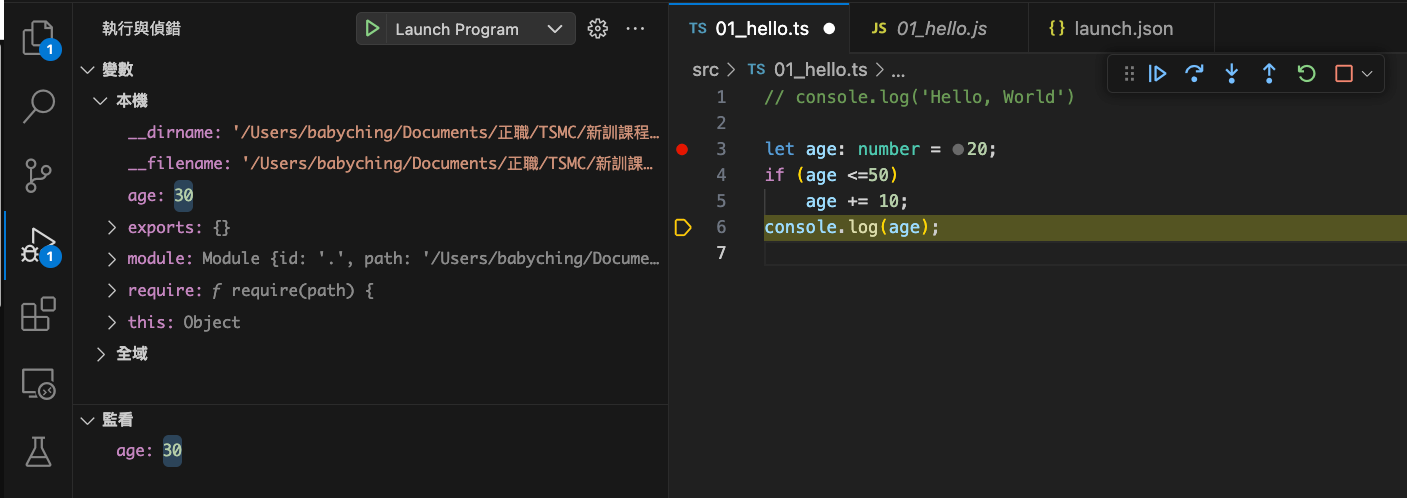 執行與偵錯
Launch Program
變數
本機
__dirname: '/Users/babyching/Documents/正職/TSMC/新訓課程…
__filename: '/Users/babyching/Documents/正職/TSMC/新訓課…
age: 30
exports: {}
module: Module {id: '.', path: '/Users/babyching/Docume…
require: ƒ require(path) {
this: Object
全域
監看
age: 30
1
1
TS 01_hello.ts
JS 01_hello.js
{} launch.json
src > TS 01_hello.ts > ...
1 // console.log('Hello, World')
2
3 let age: number = 20;
4 if (age <=50)
5 age += 10;
6 console.log(age);
7